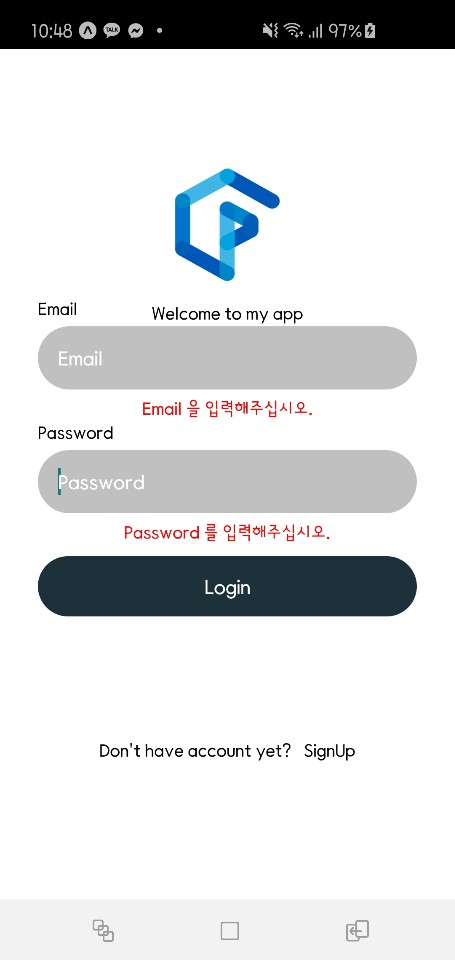 10:48 TALK 97%
Email
Welcome to my app
Email
Email 을 입력해주십시오.
Password
Password
Password 를 입력해주십시오.
Login
Don't have account yet? SignUp